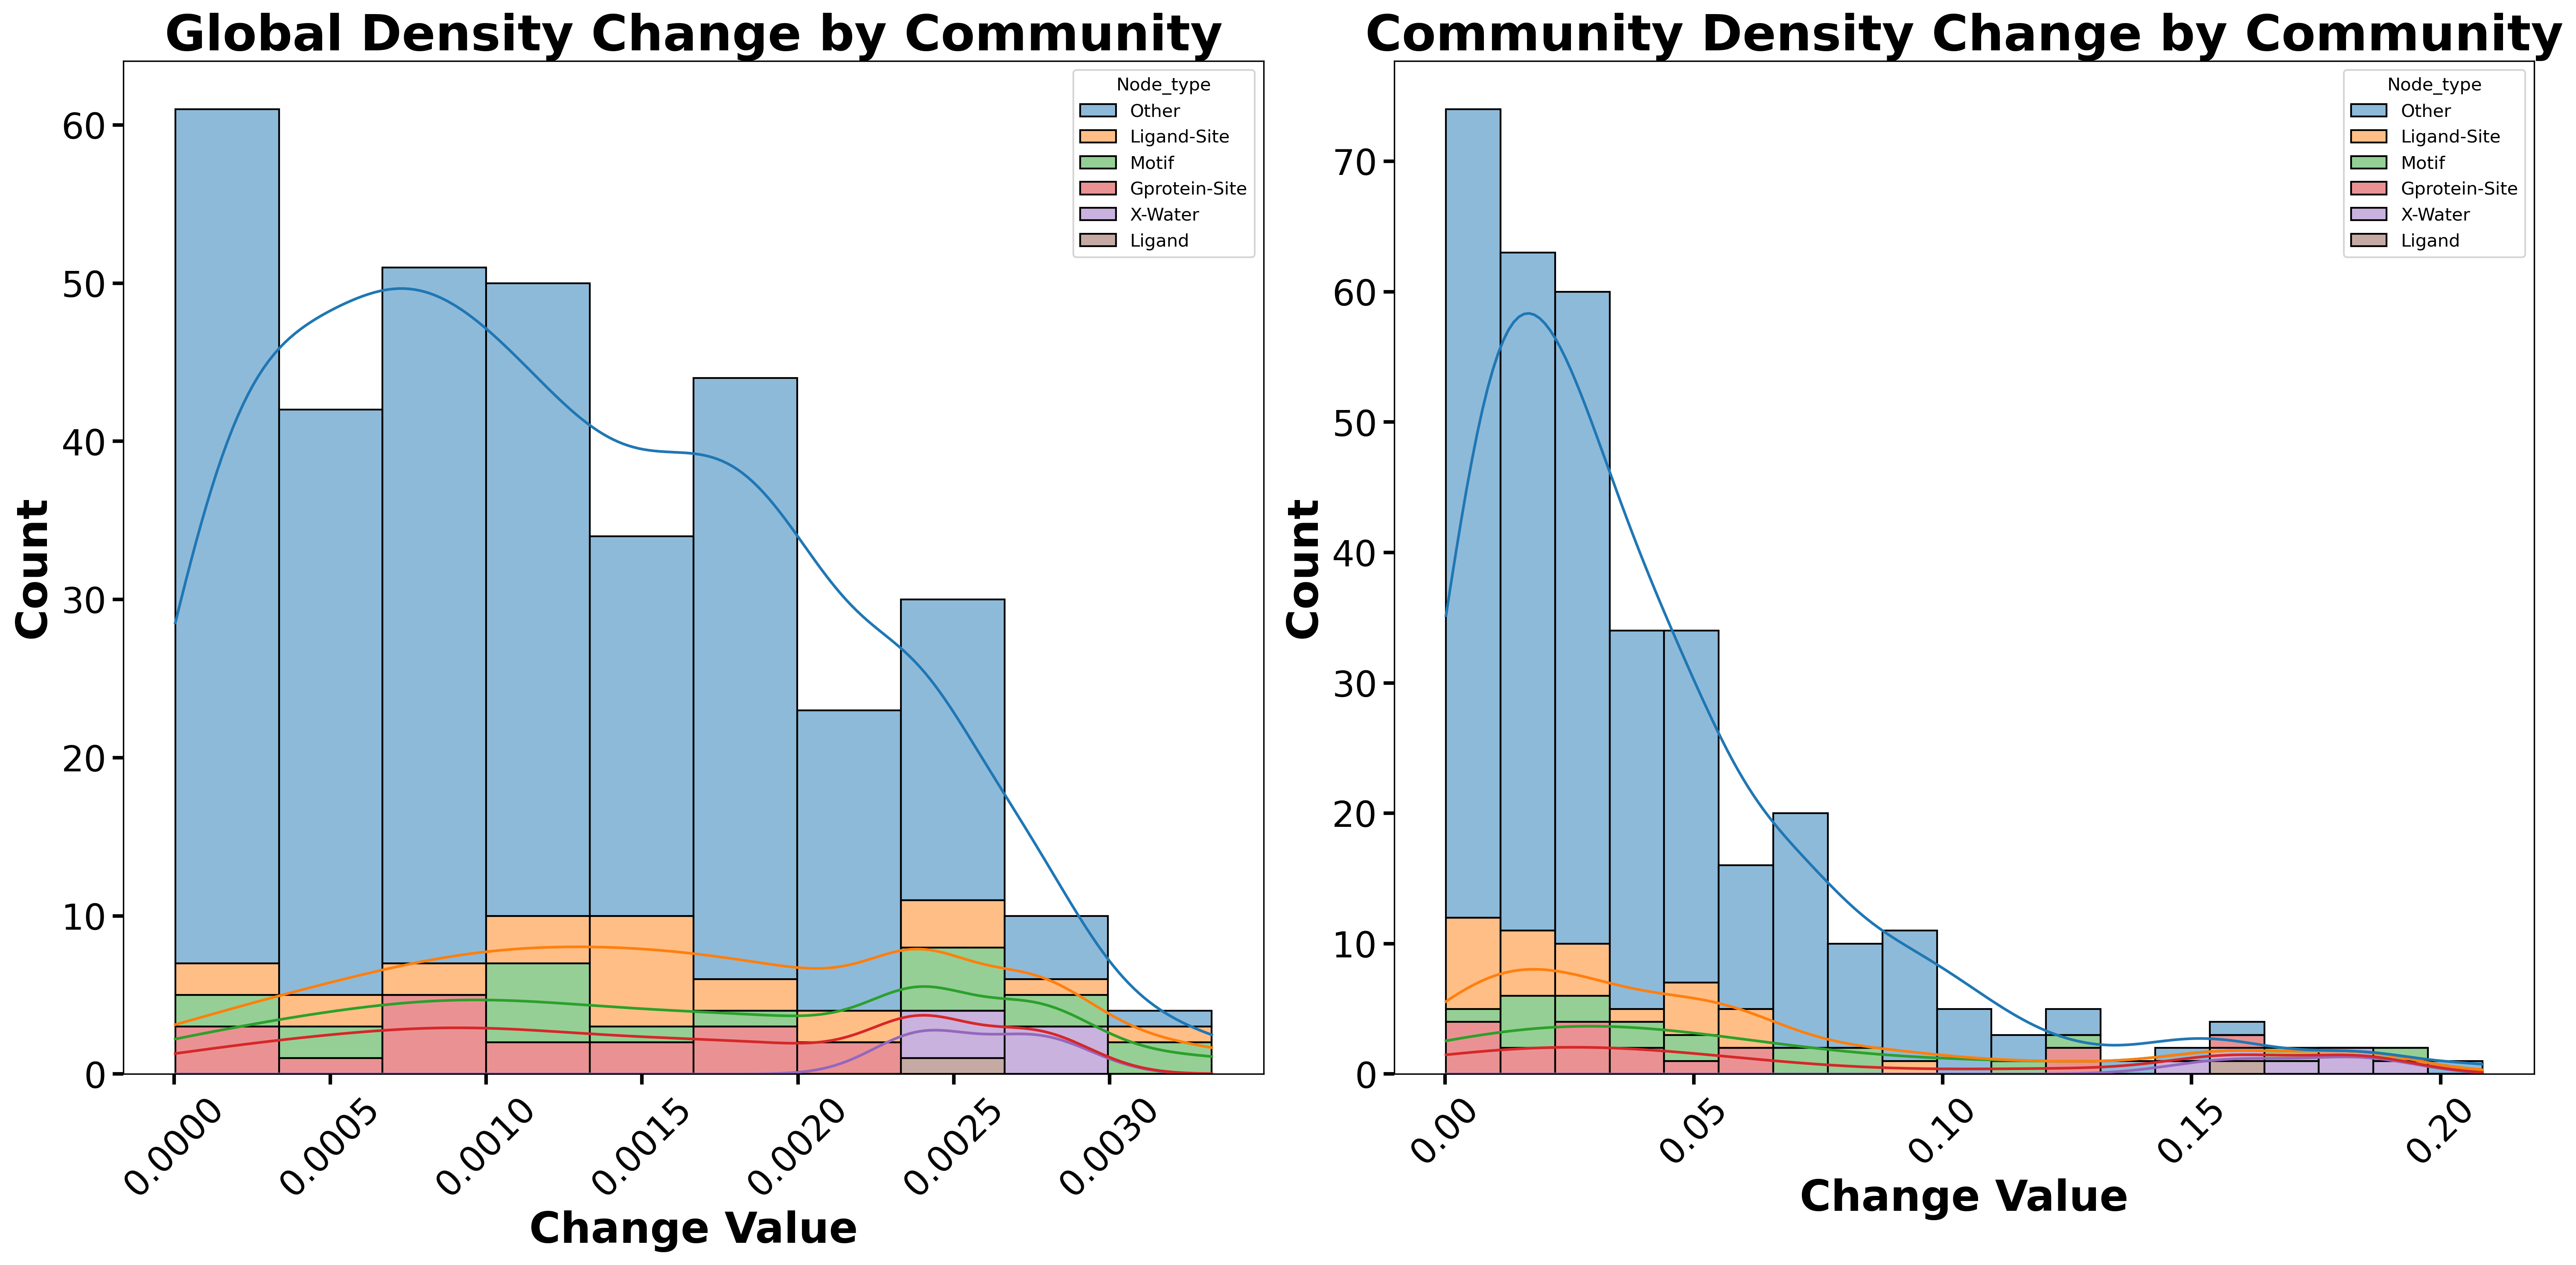 Global Density Change by Community
Node_type
Other
Ligand-Site
Motif
Gprotein-Site
X-Water
Ligand
60
50
40
30
20
10
0
Count
0.0000
0.0005
0.0010
0.0015
0.0020
0.0025
0.0030
Change Value
Community Density Change by Community
Node_type
Other
Ligand-Site
Motif
Gprotein-Site
X-Water
Ligand
70
60
50
40
30
20
10
0
Count
0.00
0.05
0.10
0.15
0.20
Change Value